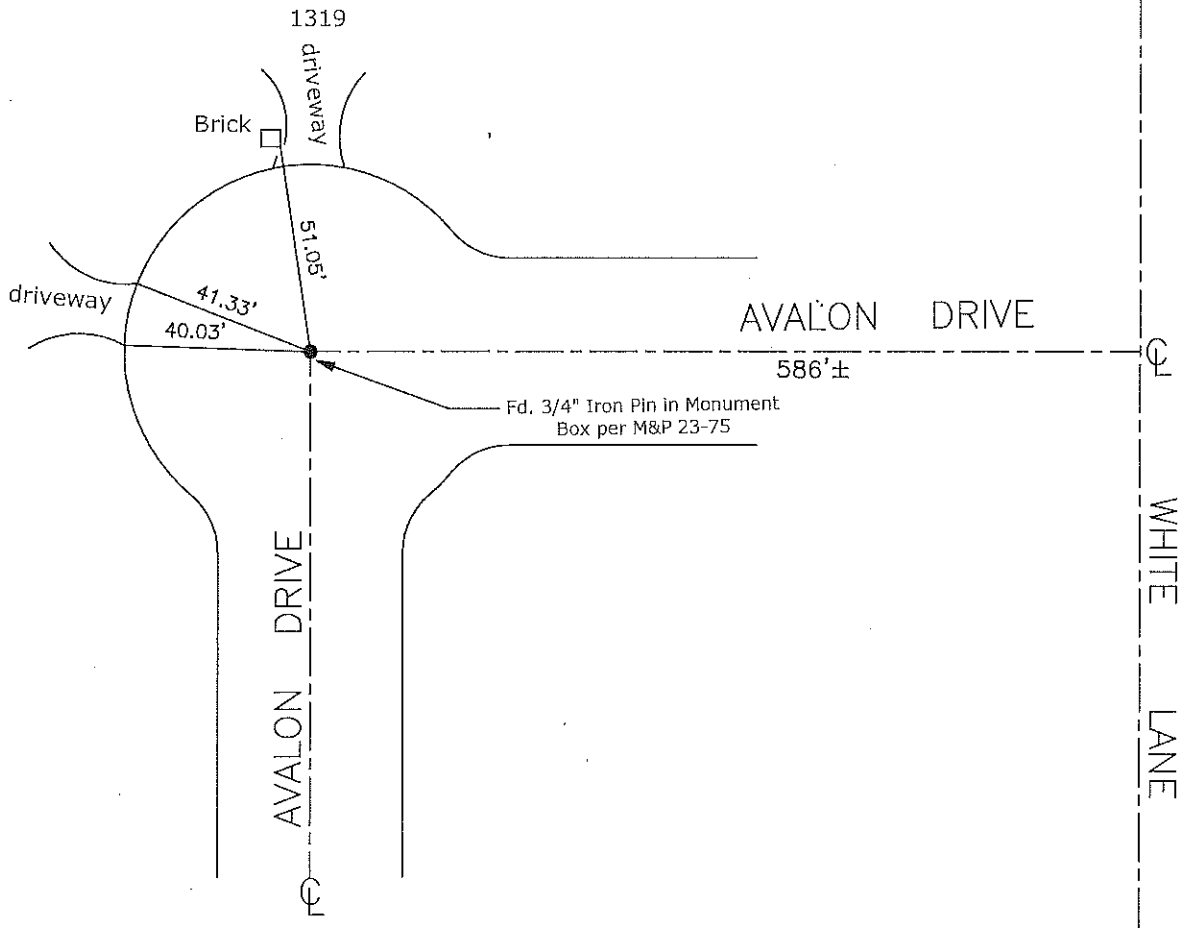 1319
driveway
Brick
51.05'
41.33'
driveway
40.03'
AVALON DRIVE
℄
586'±
Fd. 3/4" Iron Pin in Monument
Box per M&P 23-75
WHITE LANE
AVALON DRIVE
℄